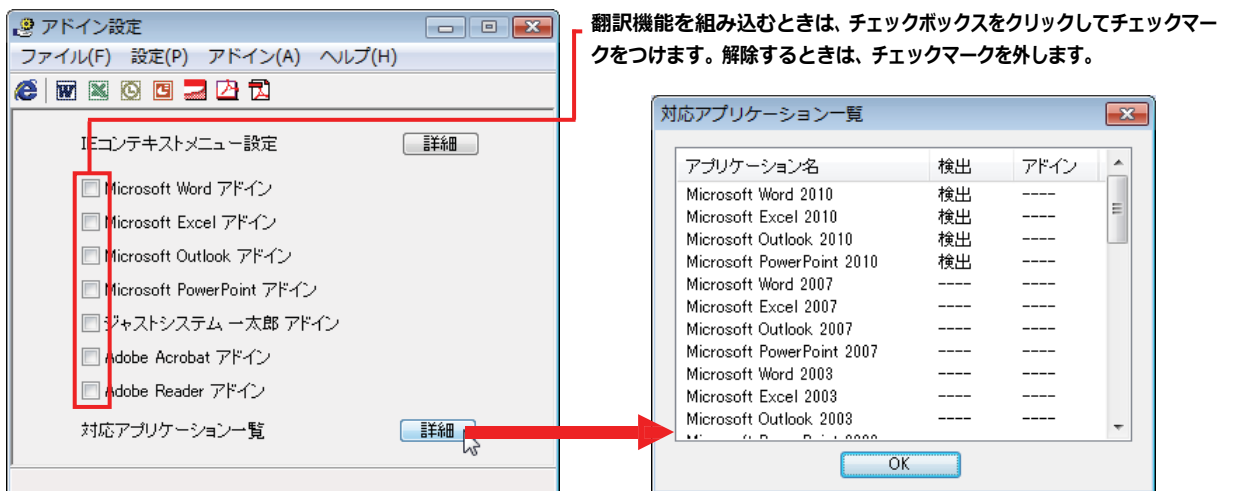 アドイン設定
ファイル(F) 設定(P) アドイン(A) ヘルプ(H)
IEコンテキストメニュー設定 詳細
Microsoft Word アドイン
Microsoft Excel アドイン
Microsoft Outlook アドイン
Microsoft PowerPoint アドイン
ジャストシステム 一太郎 アドイン
Adobe Acrobat アドイン
Adobe Reader アドイン
対応アプリケーション一覧 詳細
翻訳機能を組み込むときは、チェックボックスをクリックしてチェックマー
クをつけます。解除するときは、チェックマークを外します。
対応アプリケーション一覧
アプリケーション名 検出 アドイン
Microsoft Word 2010 検出 ----
Microsoft Excel 2010 検出 ----
Microsoft Outlook 2010 検出 ----
Microsoft PowerPoint 2010 検出 ----
Microsoft Word 2007 ---- ----
Microsoft Excel 2007 ---- ----
Microsoft Outlook 2007 ---- ----
Microsoft PowerPoint 2007 ---- ----
Microsoft Word 2003 ---- ----
Microsoft Excel 2003 ---- ----
Microsoft Outlook 2003 ---- ----
OK